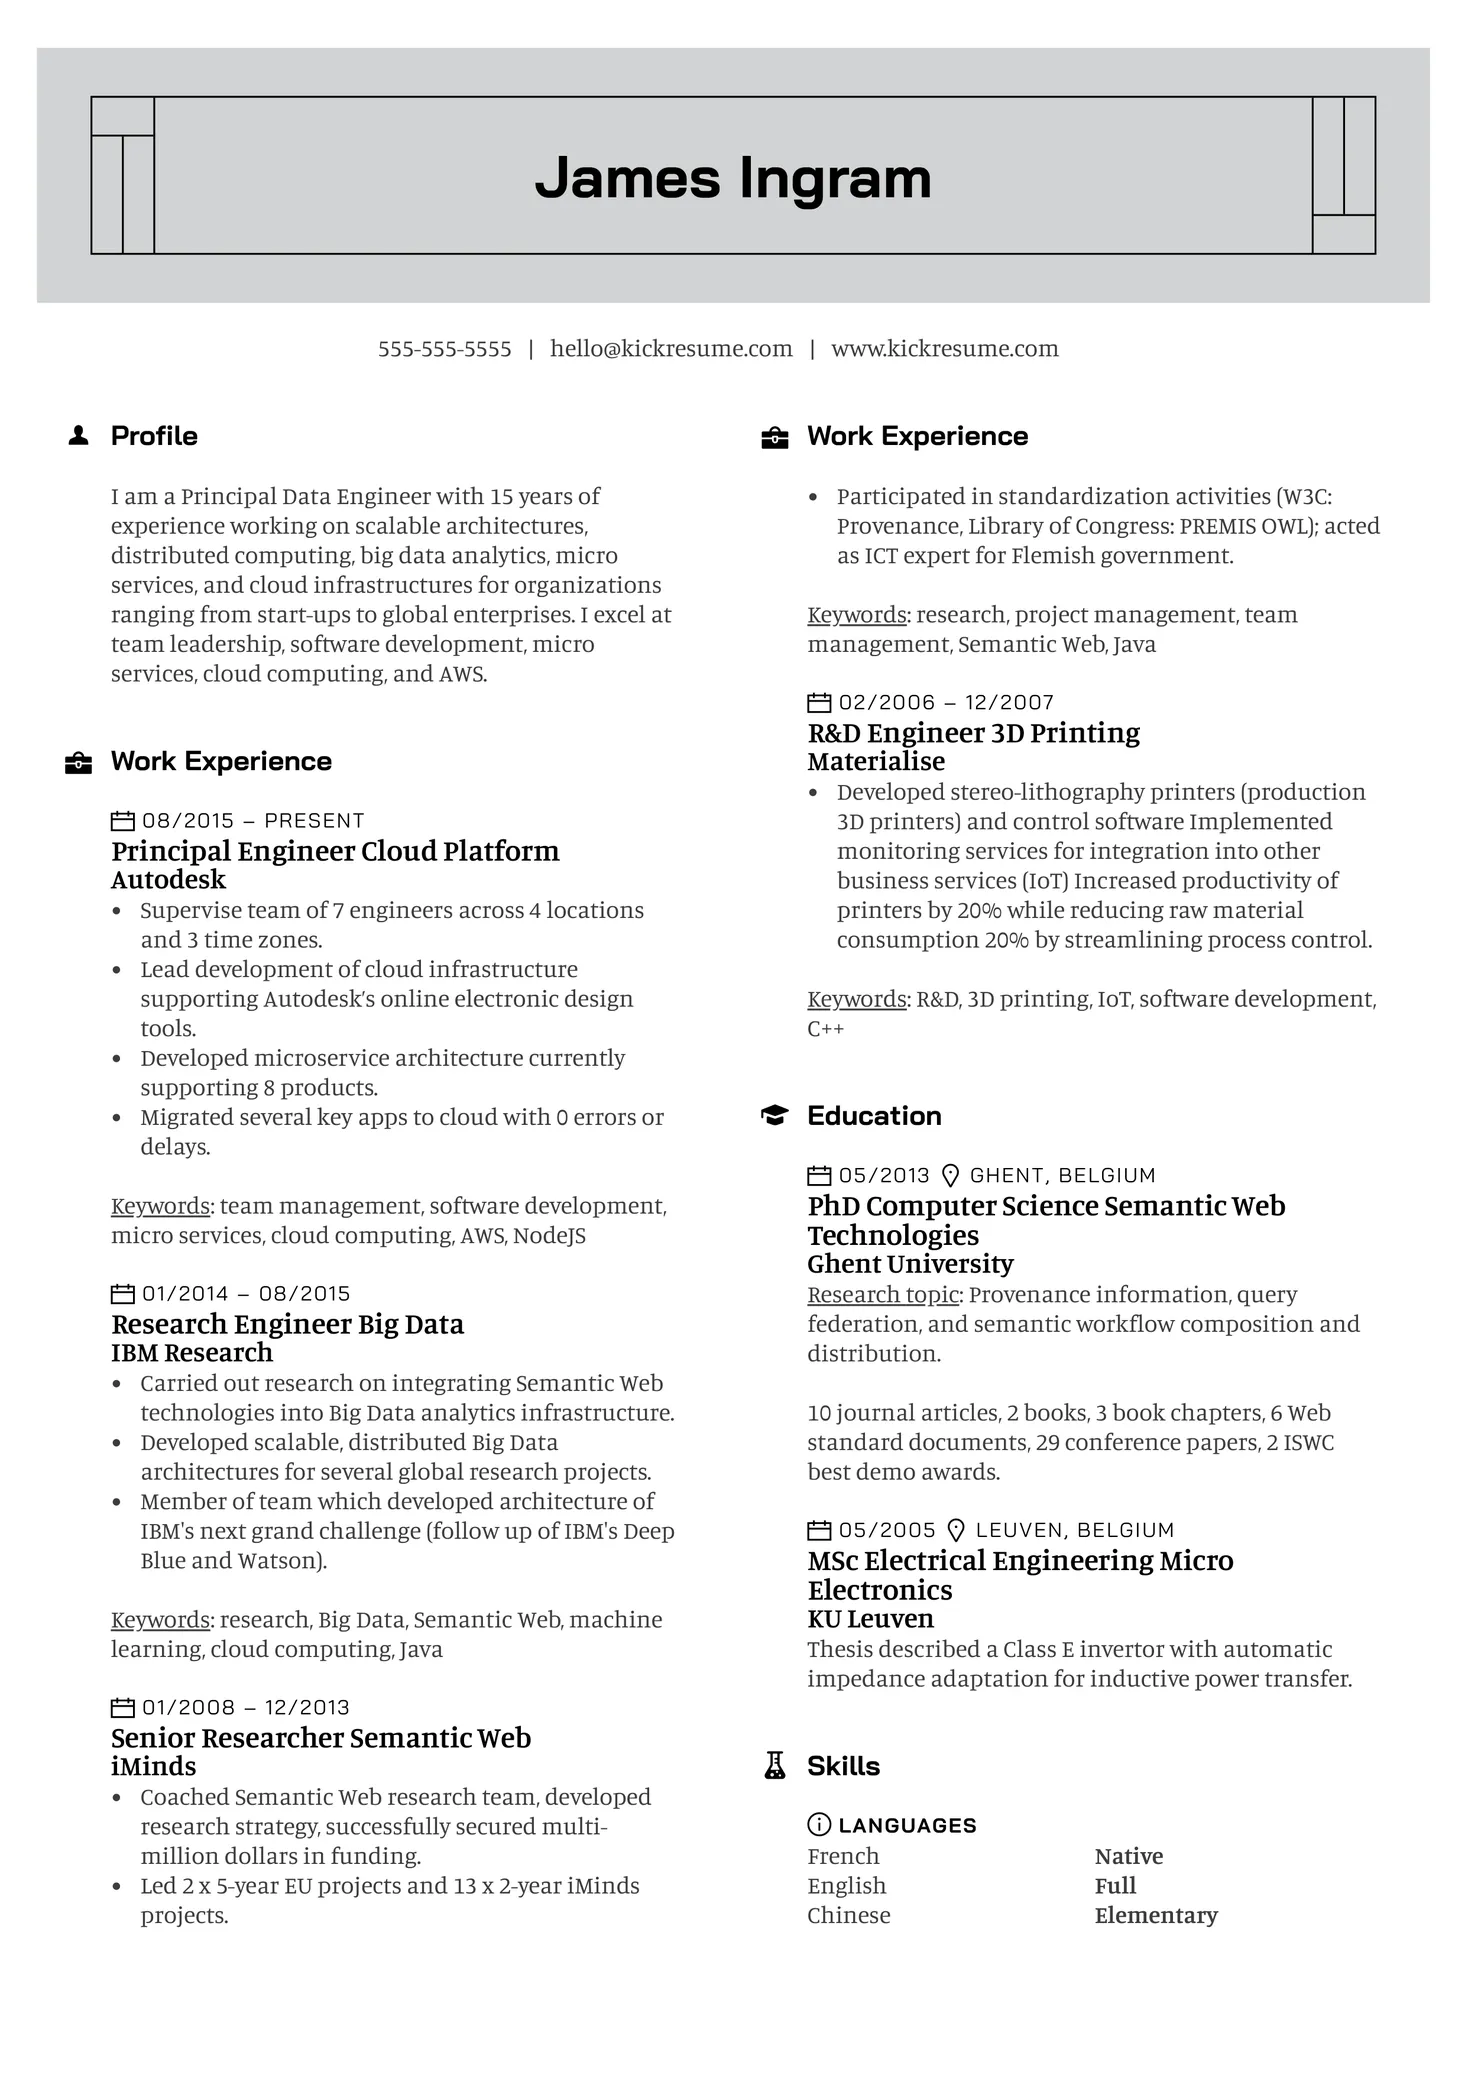 James Ingram
555-555-5555 | hello@kickresume.com | www.kickresume.com
Profile
I am a Principal Data Engineer with 15 years of
experience working on scalable architectures,
distributed computing, big data analytics, micro
services, and cloud infrastructures for organizations
ranging from start-ups to global enterprises. I excel at
team leadership, software development, micro
services, cloud computing, and AWS.
Work Experience
08/2015 – PRESENT
Principal Engineer Cloud Platform
Autodesk
• Supervise team of 7 engineers across 4 locations
and 3 time zones.
• Lead development of cloud infrastructure
supporting Autodesk’s online electronic design
tools.
• Developed microservice architecture currently
supporting 8 products.
• Migrated several key apps to cloud with 0 errors or
delays.
Keywords: team management, software development,
micro services, cloud computing, AWS, NodeJS
01/2014 – 08/2015
Research Engineer Big Data
IBM Research
• Carried out research on integrating Semantic Web
technologies into Big Data analytics infrastructure.
• Developed scalable, distributed Big Data
architectures for several global research projects.
• Member of team which developed architecture of
IBM's next grand challenge (follow up of IBM's Deep
Blue and Watson).
Keywords: research, Big Data, Semantic Web, machine
learning, cloud computing, Java
01/2008 – 12/2013
Senior Researcher Semantic Web
iMinds
• Coached Semantic Web research team, developed
research strategy, successfully secured multi-
million dollars in funding.
• Led 2 x 5-year EU projects and 13 x 2-year iMinds
projects.
Work Experience
• Participated in standardization activities (W3C:
Provenance, Library of Congress: PREMIS OWL); acted
as ICT expert for Flemish government.
Keywords: research, project management, team
management, Semantic Web, Java
02/2006 – 12/2007
R&D Engineer 3D Printing
Materialise
• Developed stereo-lithography printers (production
3D printers) and control software Implemented
monitoring services for integration into other
business services (IoT) Increased productivity of
printers by 20% while reducing raw material
consumption 20% by streamlining process control.
Keywords: R&D, 3D printing, IoT, software development,
C++
Education
05/2013 GHENT, BELGIUM
PhD Computer Science Semantic Web
Technologies
Ghent University
Research topic: Provenance information, query
federation, and semantic workflow composition and
distribution.
10 journal articles, 2 books, 3 book chapters, 6 Web
standard documents, 29 conference papers, 2 ISWC
best demo awards.
05/2005 LEUVEN, BELGIUM
MSc Electrical Engineering Micro
Electronics
KU Leuven
Thesis described a Class E invertor with automatic
impedance adaptation for inductive power transfer.
Skills
LANGUAGES
French Native
English Full
Chinese Elementary